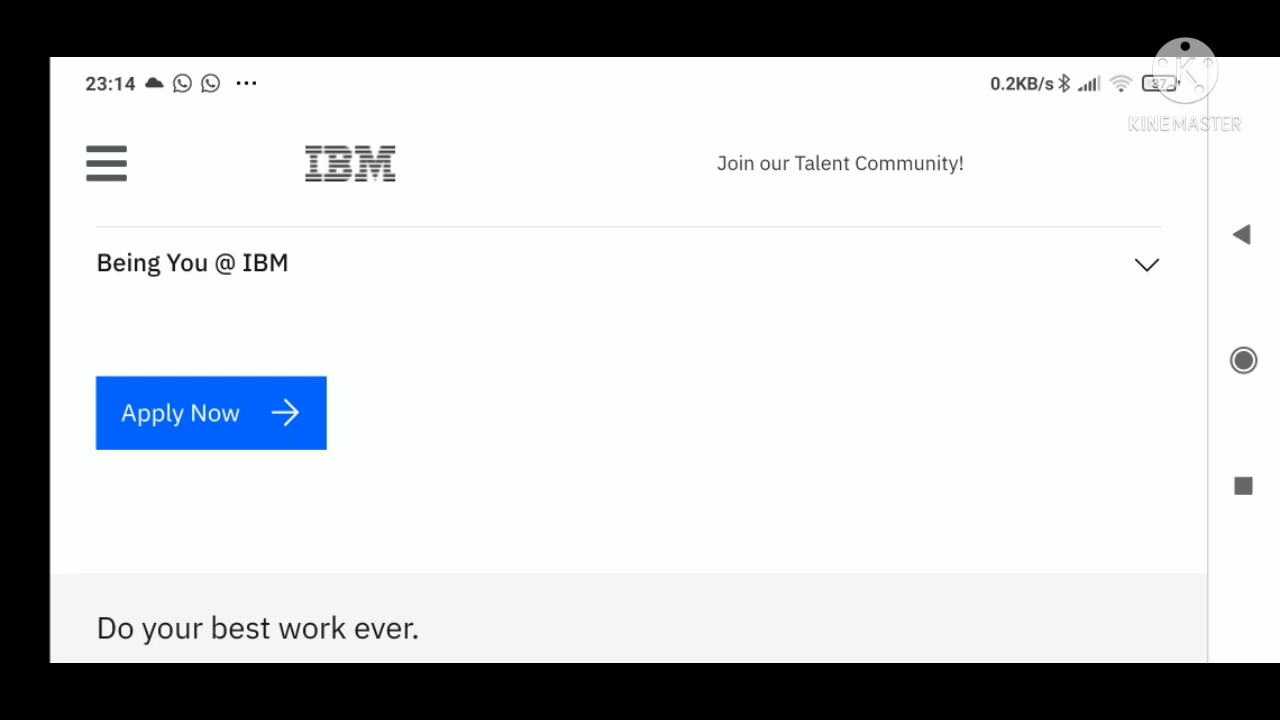 23:14 ... 0.2KB/s 37
KINEMASTER
IBM Join our Talent Community!
Being You @ IBM
Apply Now
Do your best work ever.